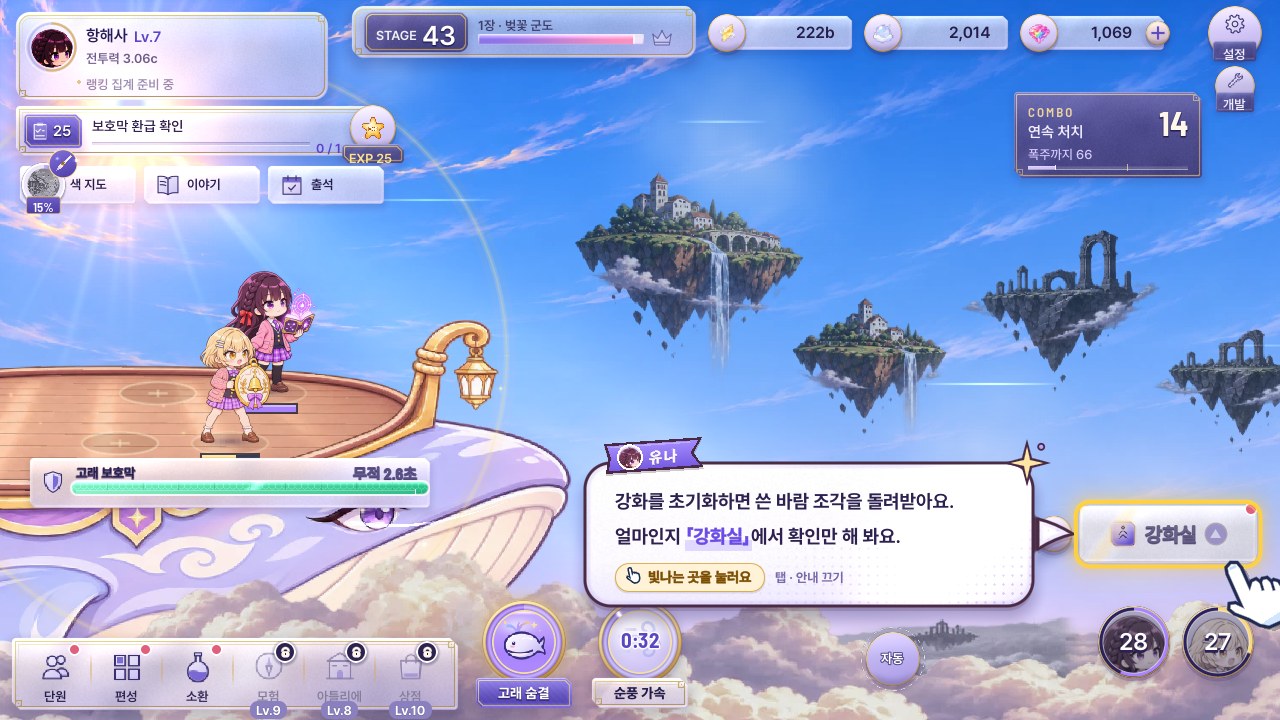 항해사 Lv.7
전투력 3.06c
랭킹 집계 준비 중
STAGE 43
1장 · 벚꽃 군도
222b
2,014
1,069
설정
개발
25
보호막 환급 확인
0 / 1
EXP 25
색 지도
15%
이야기
출석
COMBO
연속 처치
14
폭주까지 66
고래 보호막
무적 2.6초
유나
강화를 초기화하면 쓴 바람 조각을 돌려받아요.
얼마인지 「강화실」에서 확인만 해 봐요.
빛나는 곳을 눌러요
탭 · 안내 끄기
강화실
단원
편성
소환
모험
Lv.9
아틀리에
Lv.8
상점
Lv.10
고래 숨결
0:32
순풍 가속
자동
28
27